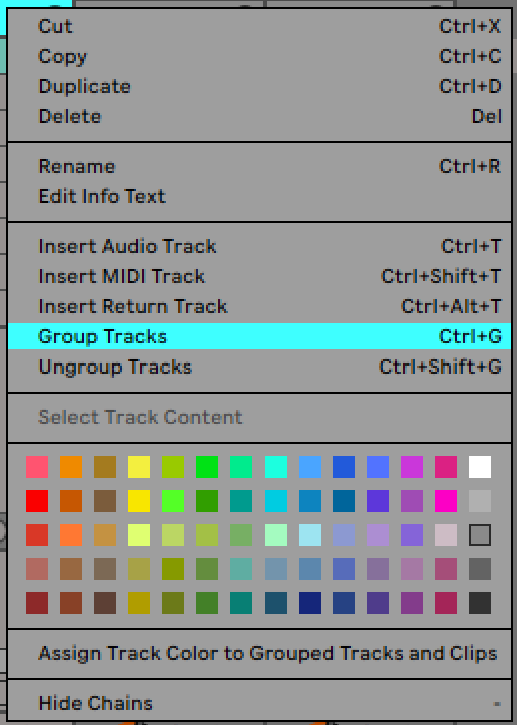 Cut Ctrl+X
Copy Ctrl+C
Duplicate Ctrl+D
Delete Del
Rename Ctrl+R
Edit Info Text
Insert Audio Track Ctrl+T
Insert MIDI Track Ctrl+Shift+T
Insert Return Track Ctrl+Alt+T
Group Tracks Ctrl+G
Ungroup Tracks Ctrl+Shift+G
Select Track Content
Assign Track Color to Grouped Tracks and Clips
Hide Chains -